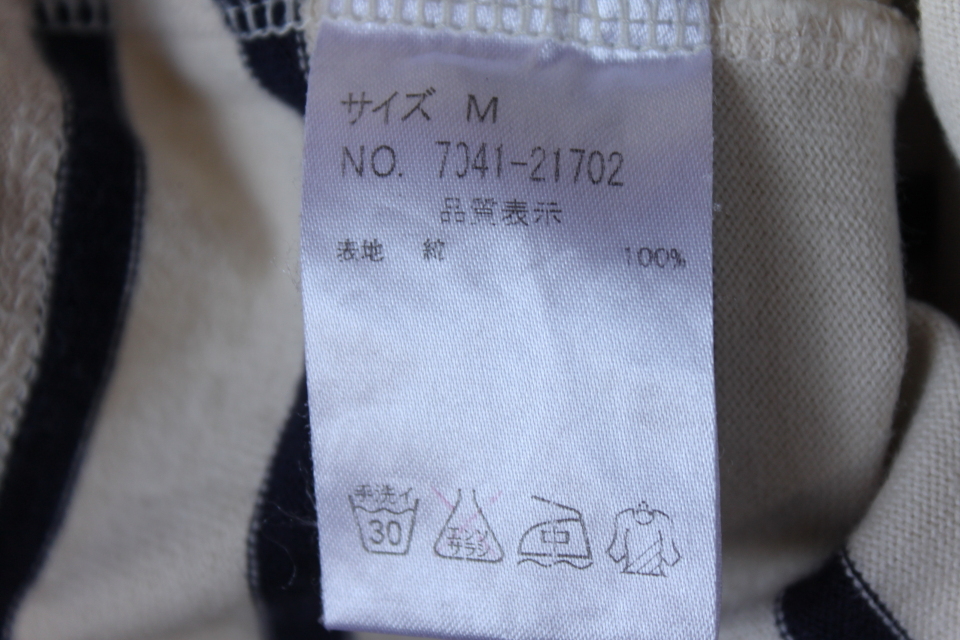 サイズ M
NO. 7041-21702
品質表示
表地 綿 100%
手洗イ
30
エンソ
サラシ
中